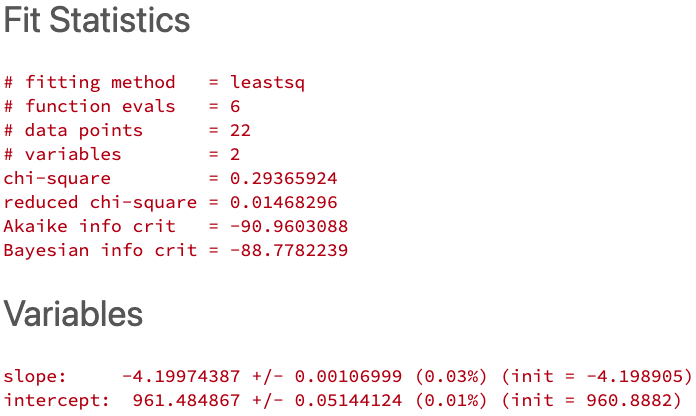 Fit Statistics
# fitting method   = leastsq
# function evals   = 6
# data points      = 22
# variables        = 2
chi-square         = 0.29365924
reduced chi-square = 0.01468296
Akaike info crit   = -90.9603088
Bayesian info crit = -88.7782239
Variables
slope:     -4.19974387 +/- 0.00106999 (0.03%) (init = -4.198905)
intercept:  961.484867 +/- 0.05144124 (0.01%) (init = 960.8882)